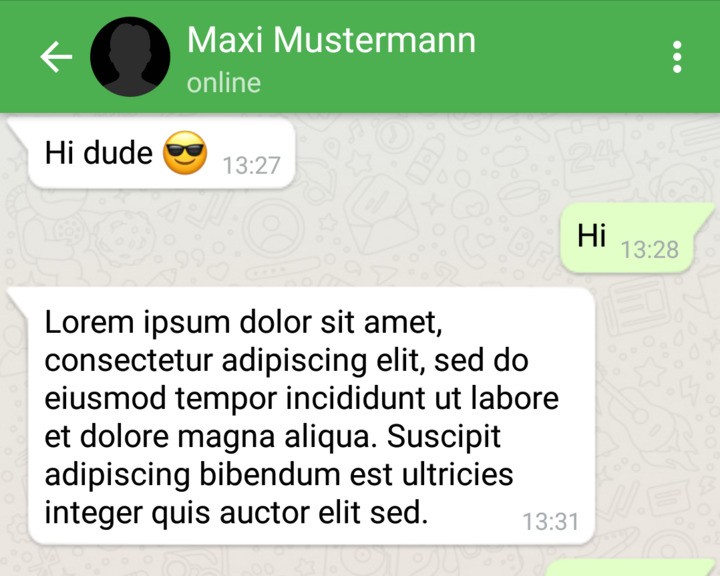 Maxi Mustermann
online
Hi dude 😎 13:27
Hi 13:28
Lorem ipsum dolor sit amet,
consectetur adipiscing elit, sed do
eiusmod tempor incididunt ut labore
et dolore magna aliqua. Suscipit
adipiscing bibendum est ultricies
integer quis auctor elit sed. 13:31